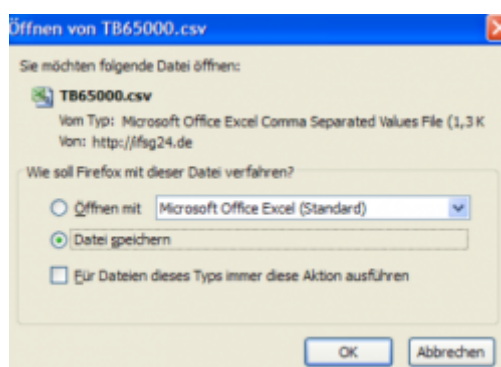 Öffnen von TB65000.csv
Sie möchten folgende Datei öffnen:
TB65000.csv
Vom Typ: Microsoft Office Excel Comma Separated Values File (1,3 K
Von: http://ifsg24.de
Wie soll Firefox mit dieser Datei verfahren?
Öffnen mit Microsoft Office Excel (Standard)
Datei speichern
Für Dateien dieses Typs immer diese Aktion ausführen
OK Abbrechen